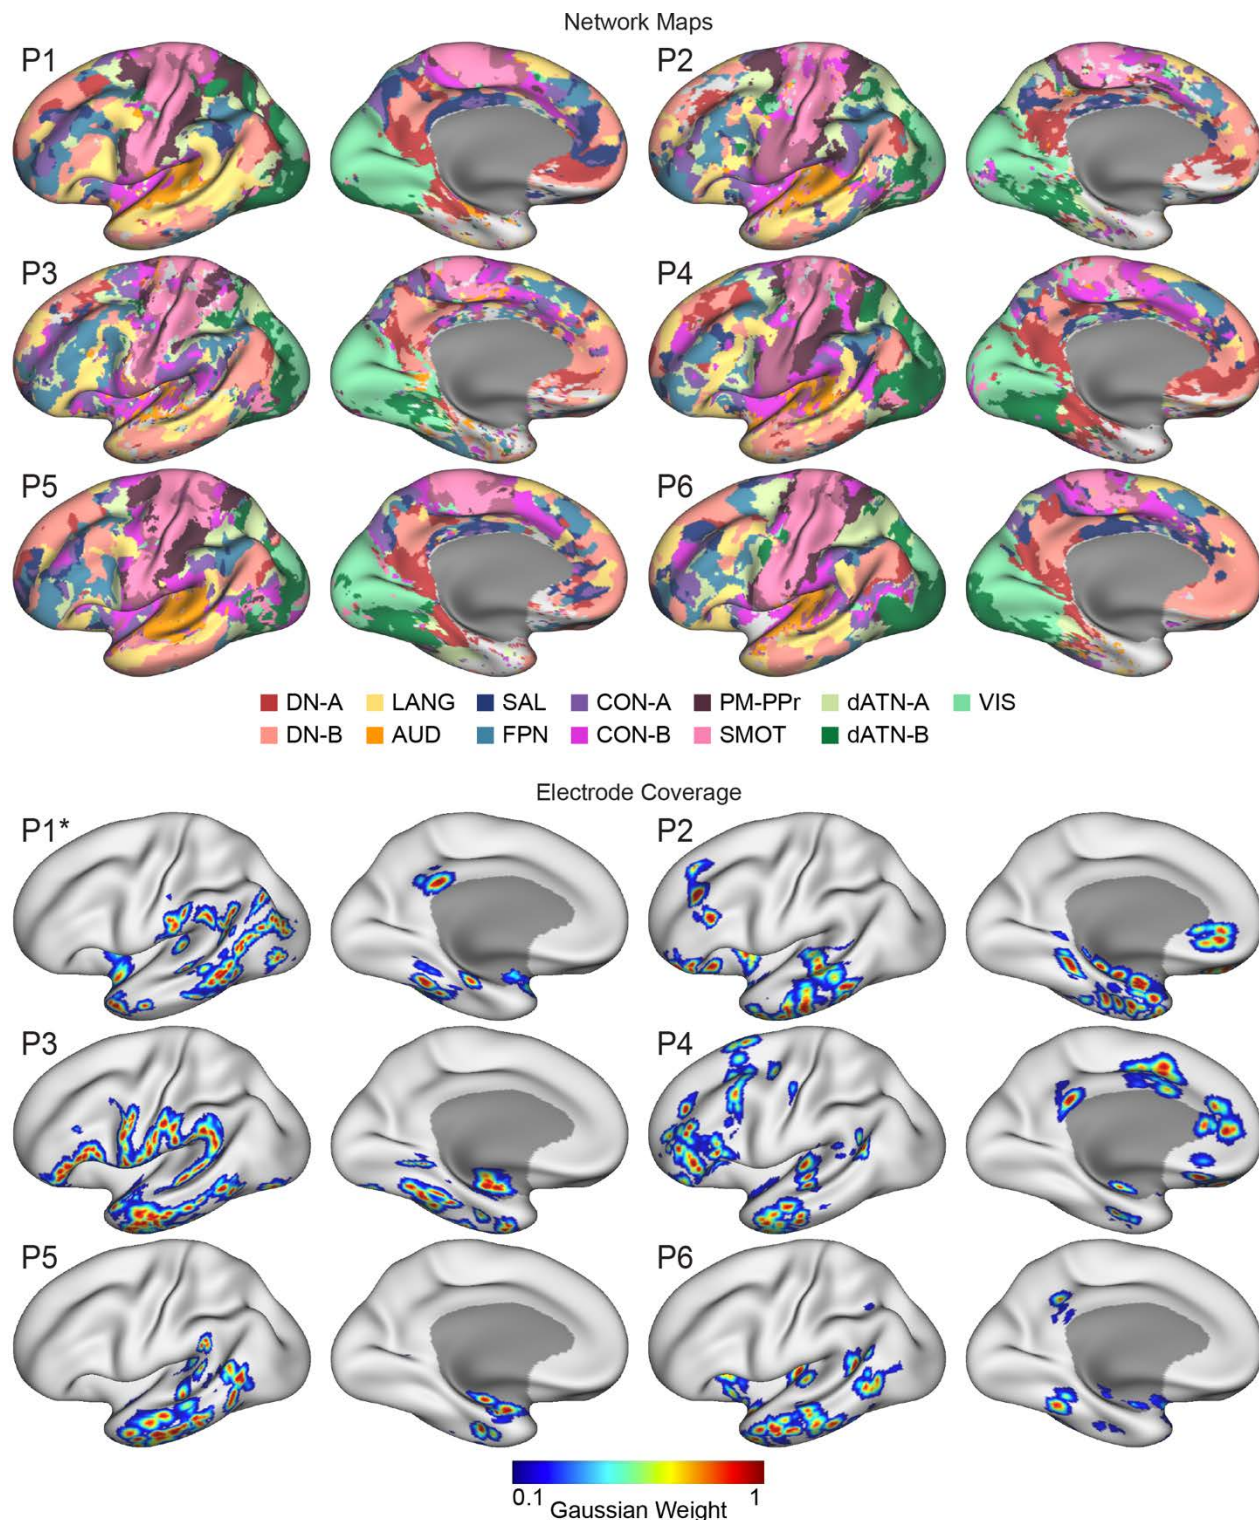 Network Maps
P1 P2
P3 P4
P5 P6
DN-A LANG SAL CON-A PM-PPr dATN-A VIS
DN-B AUD FPN CON-B SMOT dATN-B
Electrode Coverage
P1* P2
P3 P4
P5 P6
0.1 1
Gaussian Weight